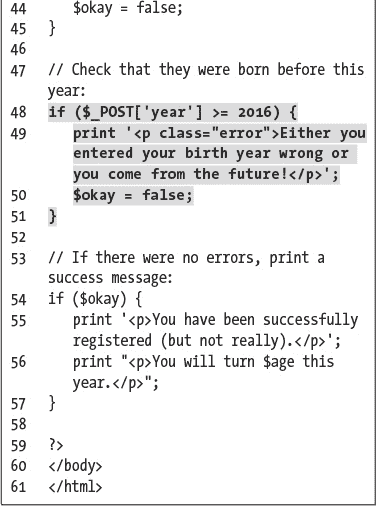 44 $okay = false;
45 }
46
47 // Check that they were born before this
year:
48 if ($_POST['year'] >= 2016) {
49 print '<p class="error">Either you
entered your birth year wrong or
you come from the future!</p>';
50 $okay = false;
51 }
52
53 // If there were no errors, print a
success message:
54 if ($okay) {
55 print '<p>You have been successfully
registered (but not really).</p>';
56 print "<p>You will turn $age this
year.</p>";
57 }
58
59 ?>
60 </body>
61 </html>